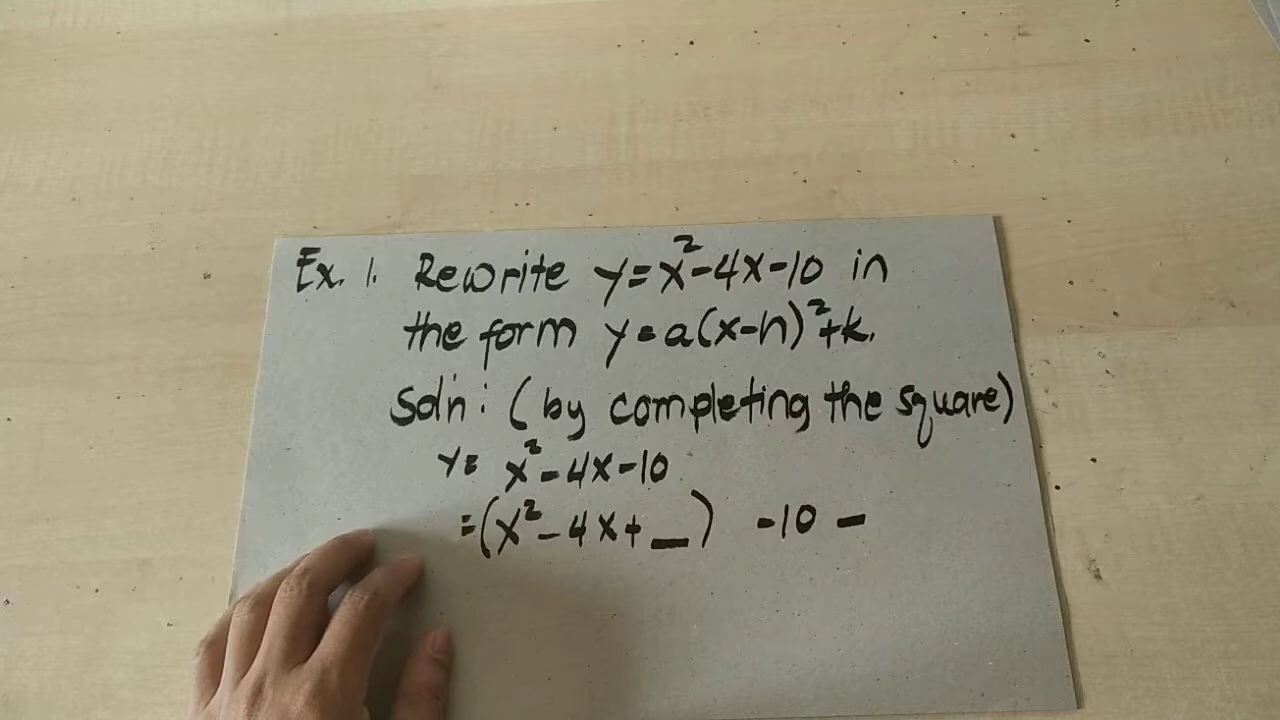 Ex. 1. Rewrite y=x²-4x-10 in
the form y=a(x-h)²+k.
Soln: (by completing the square)
y= x²-4x-10
=(x²-4x+_) -10 -